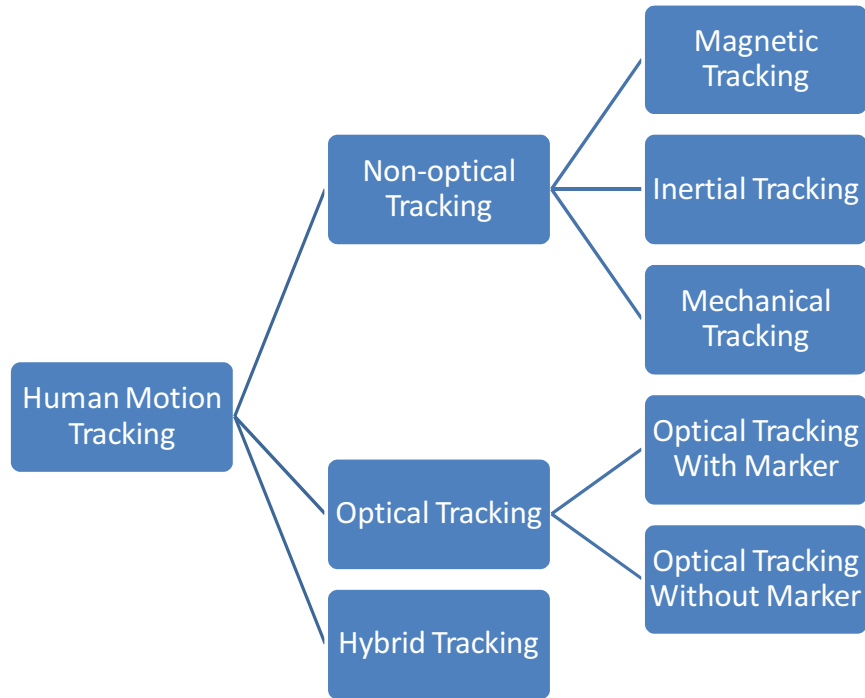 Human Motion
Tracking
Non-optical
Tracking
Magnetic
Tracking
Inertial Tracking
Mechanical
Tracking
Optical Tracking
Optical Tracking
With Marker
Optical Tracking
Without Marker
Hybrid Tracking